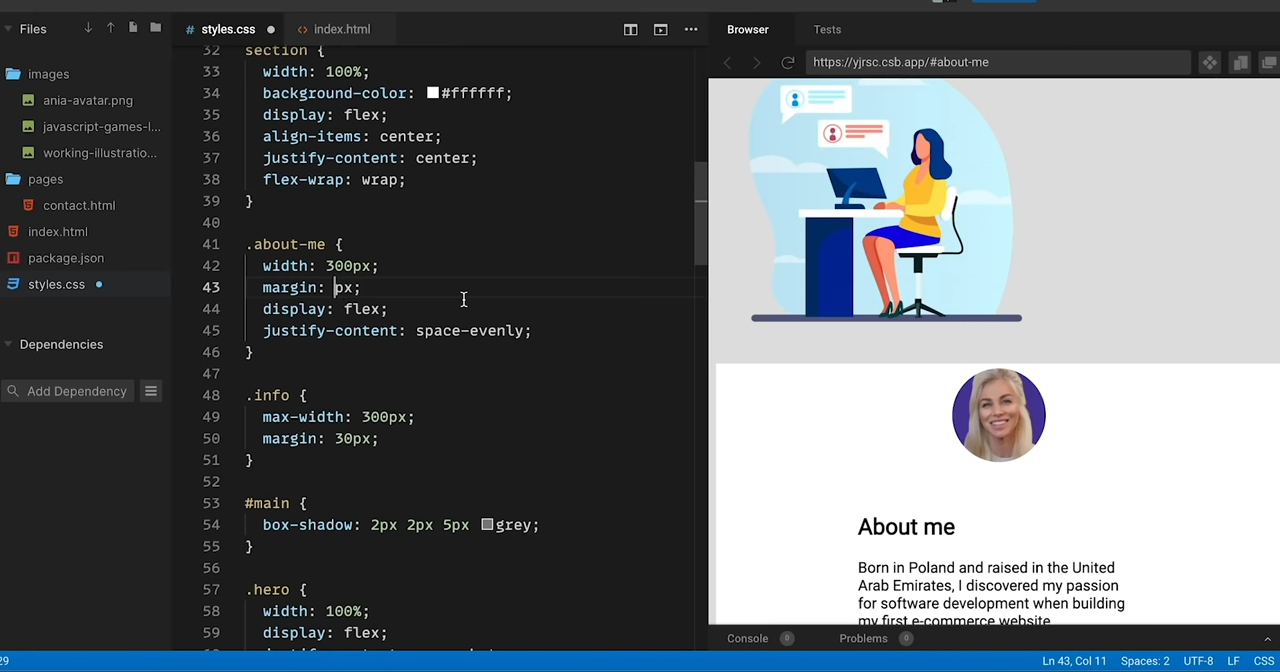 Files
# styles.css
<> index.html
Browser
Tests
https://yjrsc.csb.app/#about-me
images
ania-avatar.png
javascript-games-l...
working-illustratio...
pages
contact.html
index.html
package.json
styles.css
Dependencies
Add Dependency
32 section {
33 width: 100%;
34 background-color: #ffffff;
35 display: flex;
36 align-items: center;
37 justify-content: center;
38 flex-wrap: wrap;
39 }
40
41 .about-me {
42 width: 300px;
43 margin: px;
44 display: flex;
45 justify-content: space-evenly;
46 }
47
48 .info {
49 max-width: 300px;
50 margin: 30px;
51 }
52
53 #main {
54 box-shadow: 2px 2px 5px grey;
55 }
56
57 .hero {
58 width: 100%;
59 display: flex;
About me
Born in Poland and raised in the United
Arab Emirates, I discovered my passion
for software development when building
my first e-commerce website
Console 0
Problems 0
29
Ln 43, Col 11
Spaces: 2
UTF-8
LF
CSS